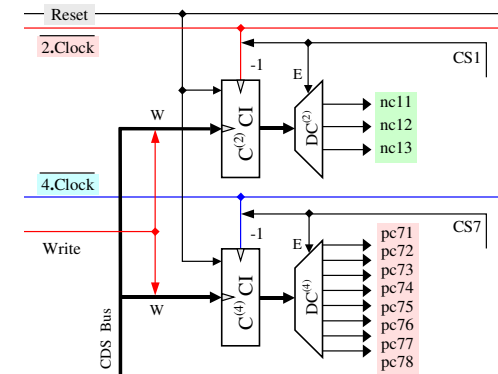 Reset
2.Clock
CS1
-1
E
nc11
W
C(2) CI
DC(2)
nc12
nc13
4.Clock
CS7
-1
pc71
Write
E
pc72
pc73
C(4) CI
DC(4)
pc74
W
pc75
pc76
CDS Bus
pc77
pc78